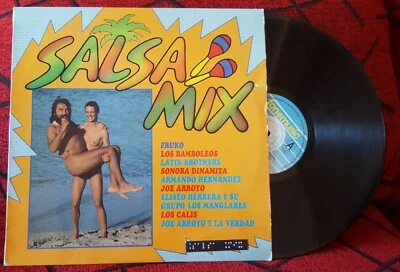 SALSA
MIX
FRUKO
LOS BAMBOLEOS
LATIN BROTHERS
SONORA DINAMITA
ARMANDO HERNANDEZ
JOE ARROYO
ELISEO HERRERA Y SU
GRUPO LOS MANGLARES
LOS CALIS
JOE ARROYO Y LA VERDAD
A